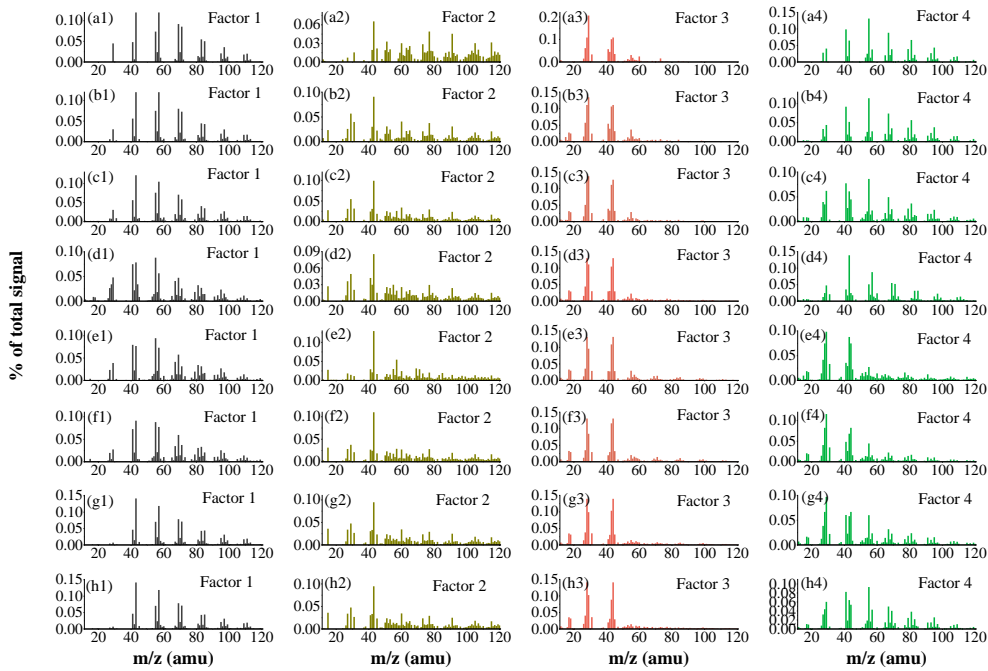 % of total signal
(a1) Factor 1
0.10
0.05
0.00
20 40 60 80 100 120
(a2) Factor 2
0.06
0.03
0.00
20 40 60 80 100 120
(a3) Factor 3
0.2
0.1
0.0
20 40 60 80 100 120
(a4) Factor 4
0.15
0.10
0.05
0.00
20 40 60 80 100 120
(b1) Factor 1
0.10
0.05
0.00
20 40 60 80 100 120
(b2) Factor 2
0.10
0.05
0.00
20 40 60 80 100 120
(b3) Factor 3
0.15
0.10
0.05
0.00
20 40 60 80 100 120
(b4) Factor 4
0.10
0.05
0.00
20 40 60 80 100 120
(c1) Factor 1
0.10
0.05
0.00
20 40 60 80 100 120
(c2) Factor 2
0.10
0.05
0.00
20 40 60 80 100 120
(c3) Factor 3
0.15
0.10
0.05
0.00
20 40 60 80 100 120
(c4) Factor 4
0.10
0.05
0.00
20 40 60 80 100 120
(d1) Factor 1
0.10
0.05
0.00
20 40 60 80 100 120
(d2) Factor 2
0.09
0.06
0.03
0.00
20 40 60 80 100 120
(d3) Factor 3
0.15
0.10
0.05
0.00
20 40 60 80 100 120
(d4) Factor 4
0.15
0.10
0.05
0.00
20 40 60 80 100 120
(e1) Factor 1
0.10
0.05
0.00
20 40 60 80 100 120
(e2) Factor 2
0.10
0.05
0.00
20 40 60 80 100 120
(e3) Factor 3
0.15
0.10
0.05
0.00
20 40 60 80 100 120
(e4) Factor 4
0.10
0.05
0.00
20 40 60 80 100 120
(f1) Factor 1
0.10
0.05
0.00
20 40 60 80 100 120
(f2) Factor 2
0.10
0.05
0.00
20 40 60 80 100 120
(f3) Factor 3
0.15
0.10
0.05
0.00
20 40 60 80 100 120
(f4) Factor 4
0.10
0.05
0.00
20 40 60 80 100 120
(g1) Factor 1
0.15
0.10
0.05
0.00
20 40 60 80 100 120
(g2) Factor 2
0.10
0.05
0.00
20 40 60 80 100 120
(g3) Factor 3
0.15
0.10
0.05
0.00
20 40 60 80 100 120
(g4) Factor 4
0.10
0.05
0.00
20 40 60 80 100 120
(h1) Factor 1
0.15
0.10
0.05
0.00
20 40 60 80 100 120
(h2) Factor 2
0.10
0.05
0.00
20 40 60 80 100 120
(h3) Factor 3
0.15
0.10
0.05
0.00
20 40 60 80 100 120
(h4) Factor 4
0.10
0.08
0.06
0.04
0.02
0.00
20 40 60 80 100 120
m/z (amu) m/z (amu) m/z (amu) m/z (amu)